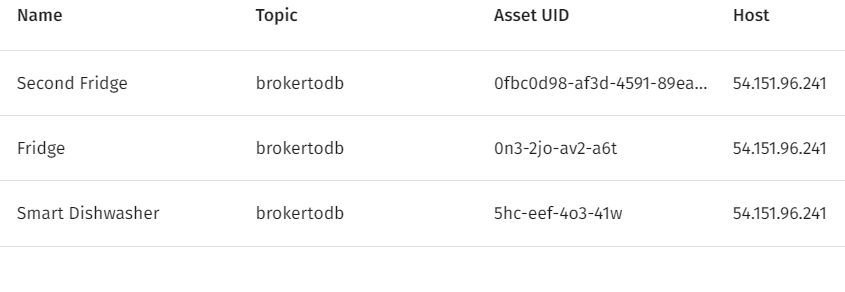 Name Topic Asset UID Host
Second Fridge brokertodb 0fbc0d98-af3d-4591-89ea... 54.151.96.241
Fridge brokertodb 0n3-2jo-av2-a6t 54.151.96.241
Smart Dishwasher brokertodb 5hc-eef-4o3-41w 54.151.96.241